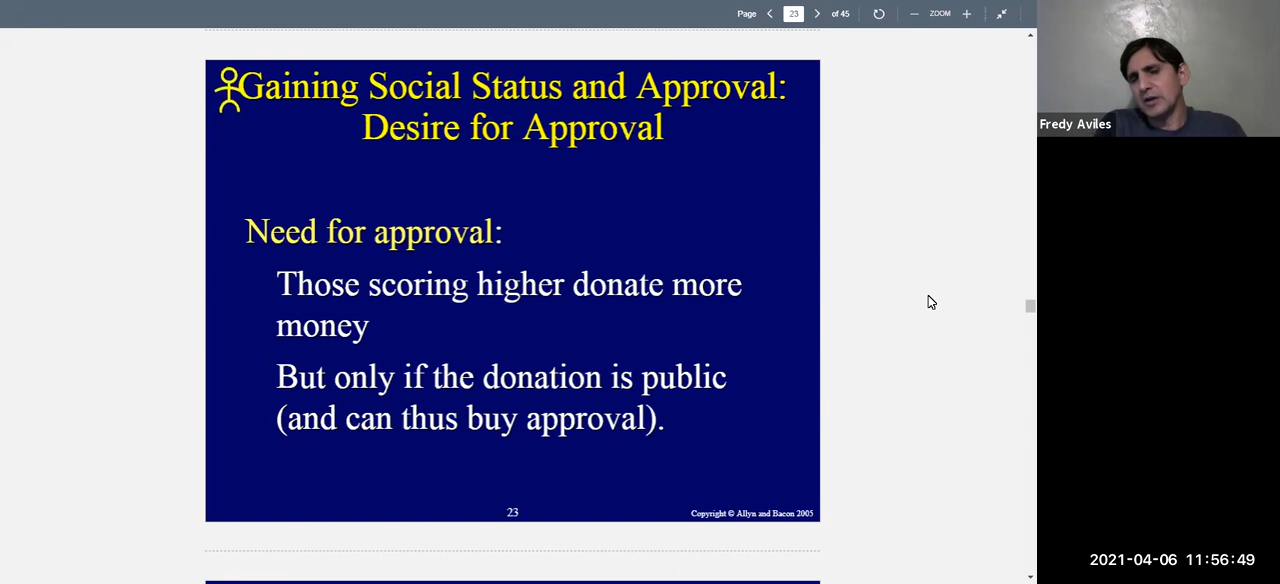 Page 23 of 45 ZOOM
Gaining Social Status and Approval:
Desire for Approval
Fredy Aviles
Need for approval:
Those scoring higher donate more
money
But only if the donation is public
(and can thus buy approval).
23
Copyright © Allyn and Bacon 2005
2021-04-06 11:56:49